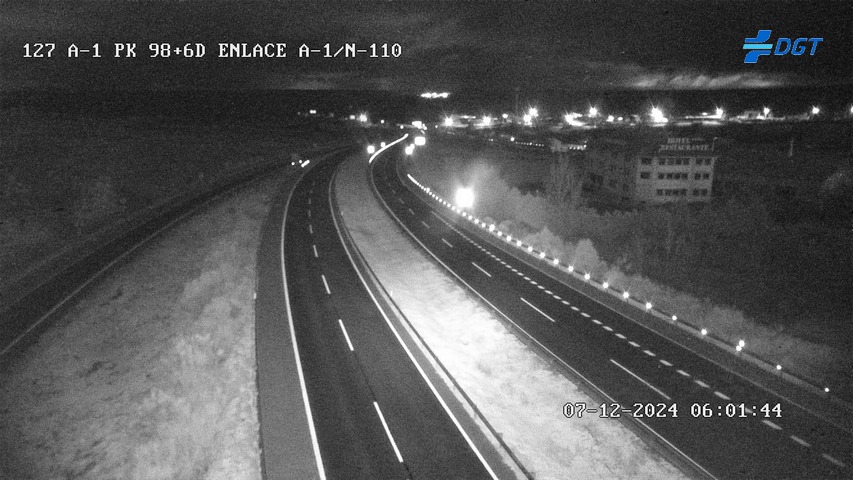 127 A-1 PK 98+6D ENLACE A-1/N-110
DGT
HOTEL
RESTAURANTE
07-12-2024 06:01:44